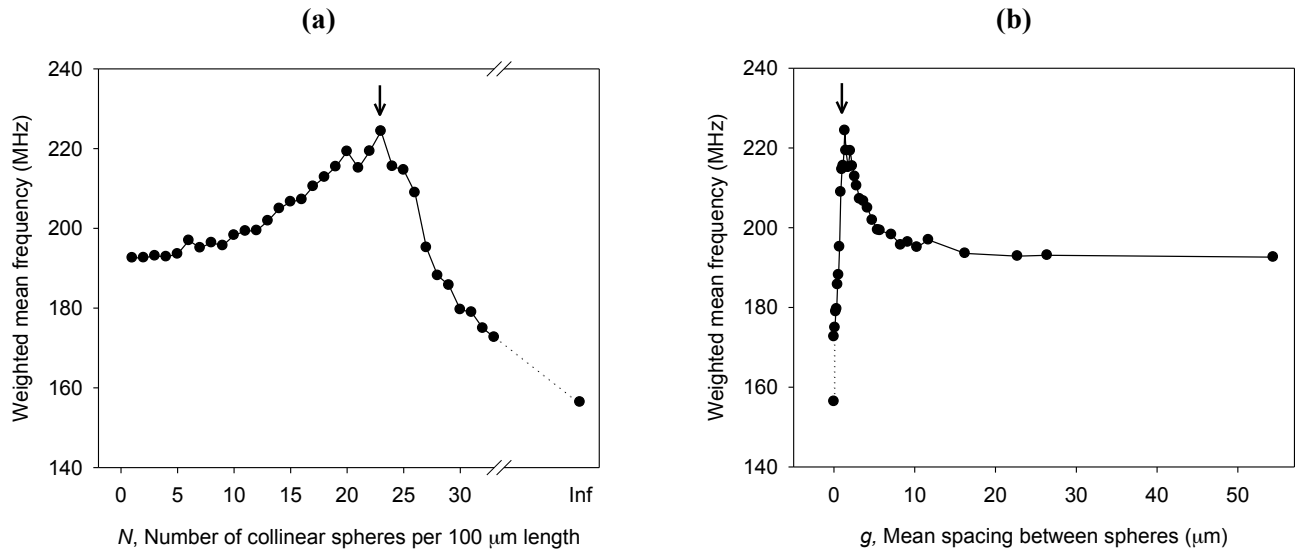 (a)
240
220
200
180
160
140
Weighted mean frequency (MHz)
0 5 10 15 20 25 30 Inf
N, Number of collinear spheres per 100 μm length
(b)
240
220
200
180
160
140
Weighted mean frequency (MHz)
0 10 20 30 40 50
g, Mean spacing between spheres (μm)